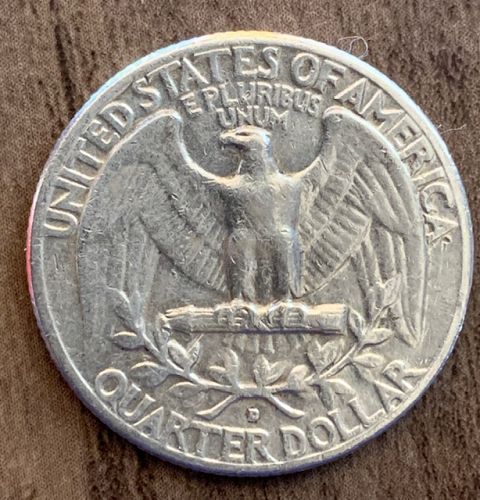 UNITED STATES OF AMERICA
E PLURIBUS
UNUM
D
QUARTER DOLLAR